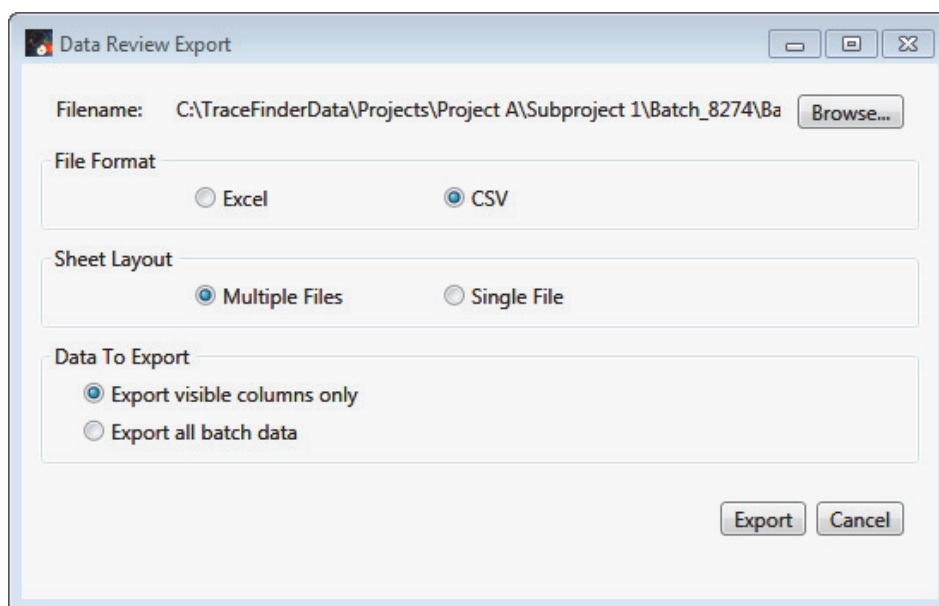 Data Review Export
Filename: C:\TraceFinderData\Projects\Project A\Subproject 1\Batch_8274\Ba Browse...
File Format
Excel CSV
Sheet Layout
Multiple Files Single File
Data To Export
Export visible columns only
Export all batch data
Export Cancel